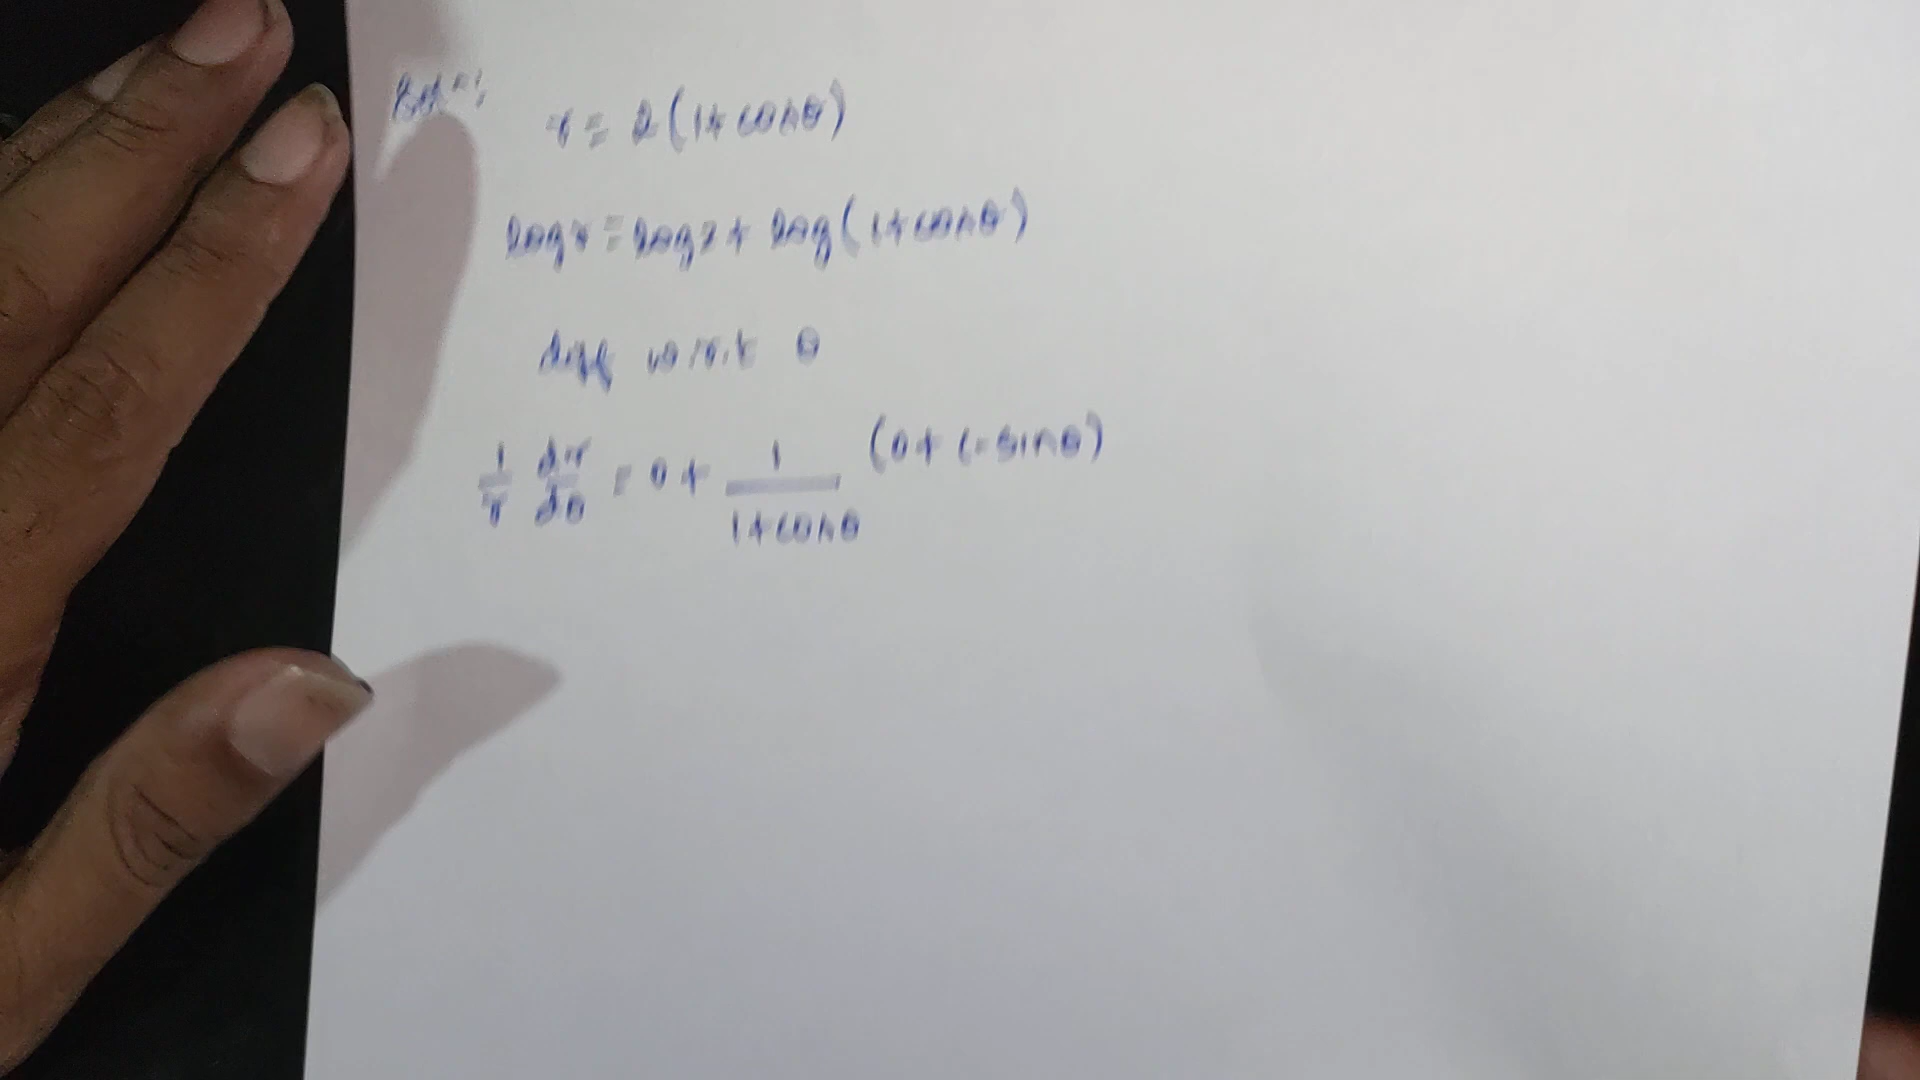 Sol^n:
r = 2(1+cosθ)
log r = log 2 + log(1+cosθ)
diff w.r.t θ
1/r dr/dθ = 0 + 1/(1+cosθ) (0+(-sinθ)